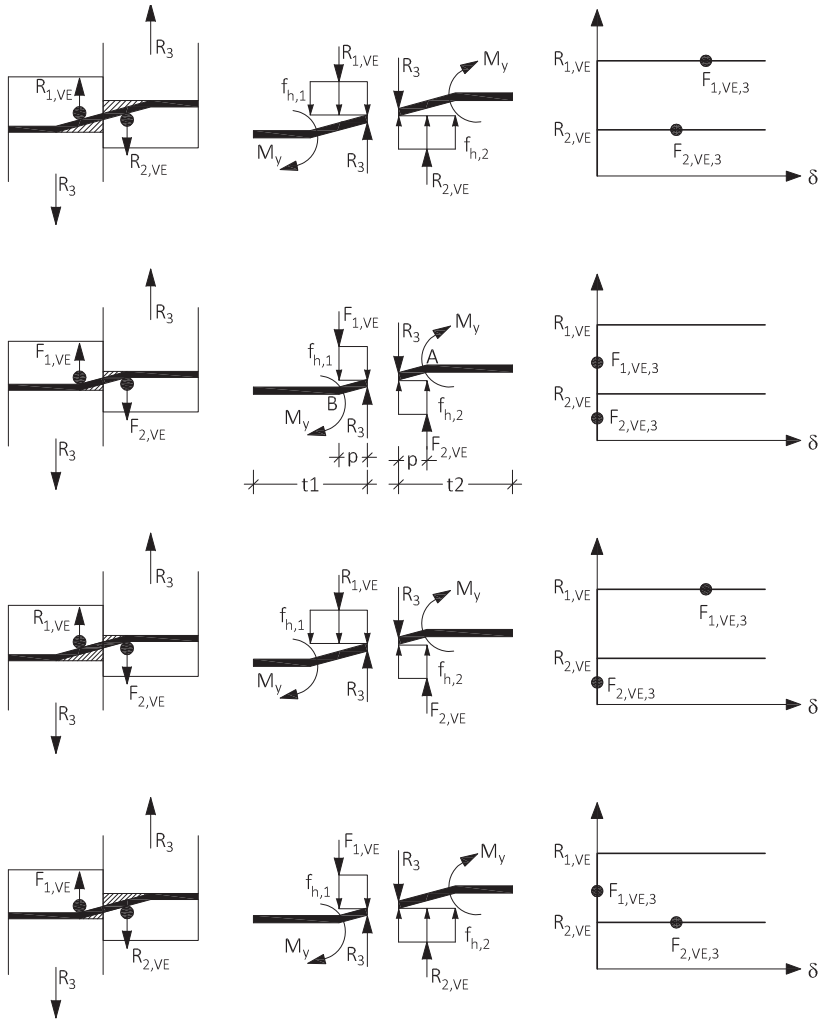 R3
R1,VE
R2,VE
R3
R1,VE
fh,1
My
R3
R3
My
fh,2
R2,VE
R1,VE
F1,VE,3
R2,VE
F2,VE,3
δ
R3
F1,VE
F2,VE
R3
F1,VE
fh,1
B
My
R3
R3
My
A
fh,2
F2,VE
p
p
t1
t2
R1,VE
F1,VE,3
R2,VE
F2,VE,3
δ
R3
R1,VE
F2,VE
R3
R1,VE
fh,1
My
R3
R3
My
fh,2
F2,VE
R1,VE
F1,VE,3
R2,VE
F2,VE,3
δ
R3
F1,VE
R2,VE
R3
F1,VE
fh,1
My
R3
R3
My
fh,2
R2,VE
R1,VE
F1,VE,3
R2,VE
F2,VE,3
δ